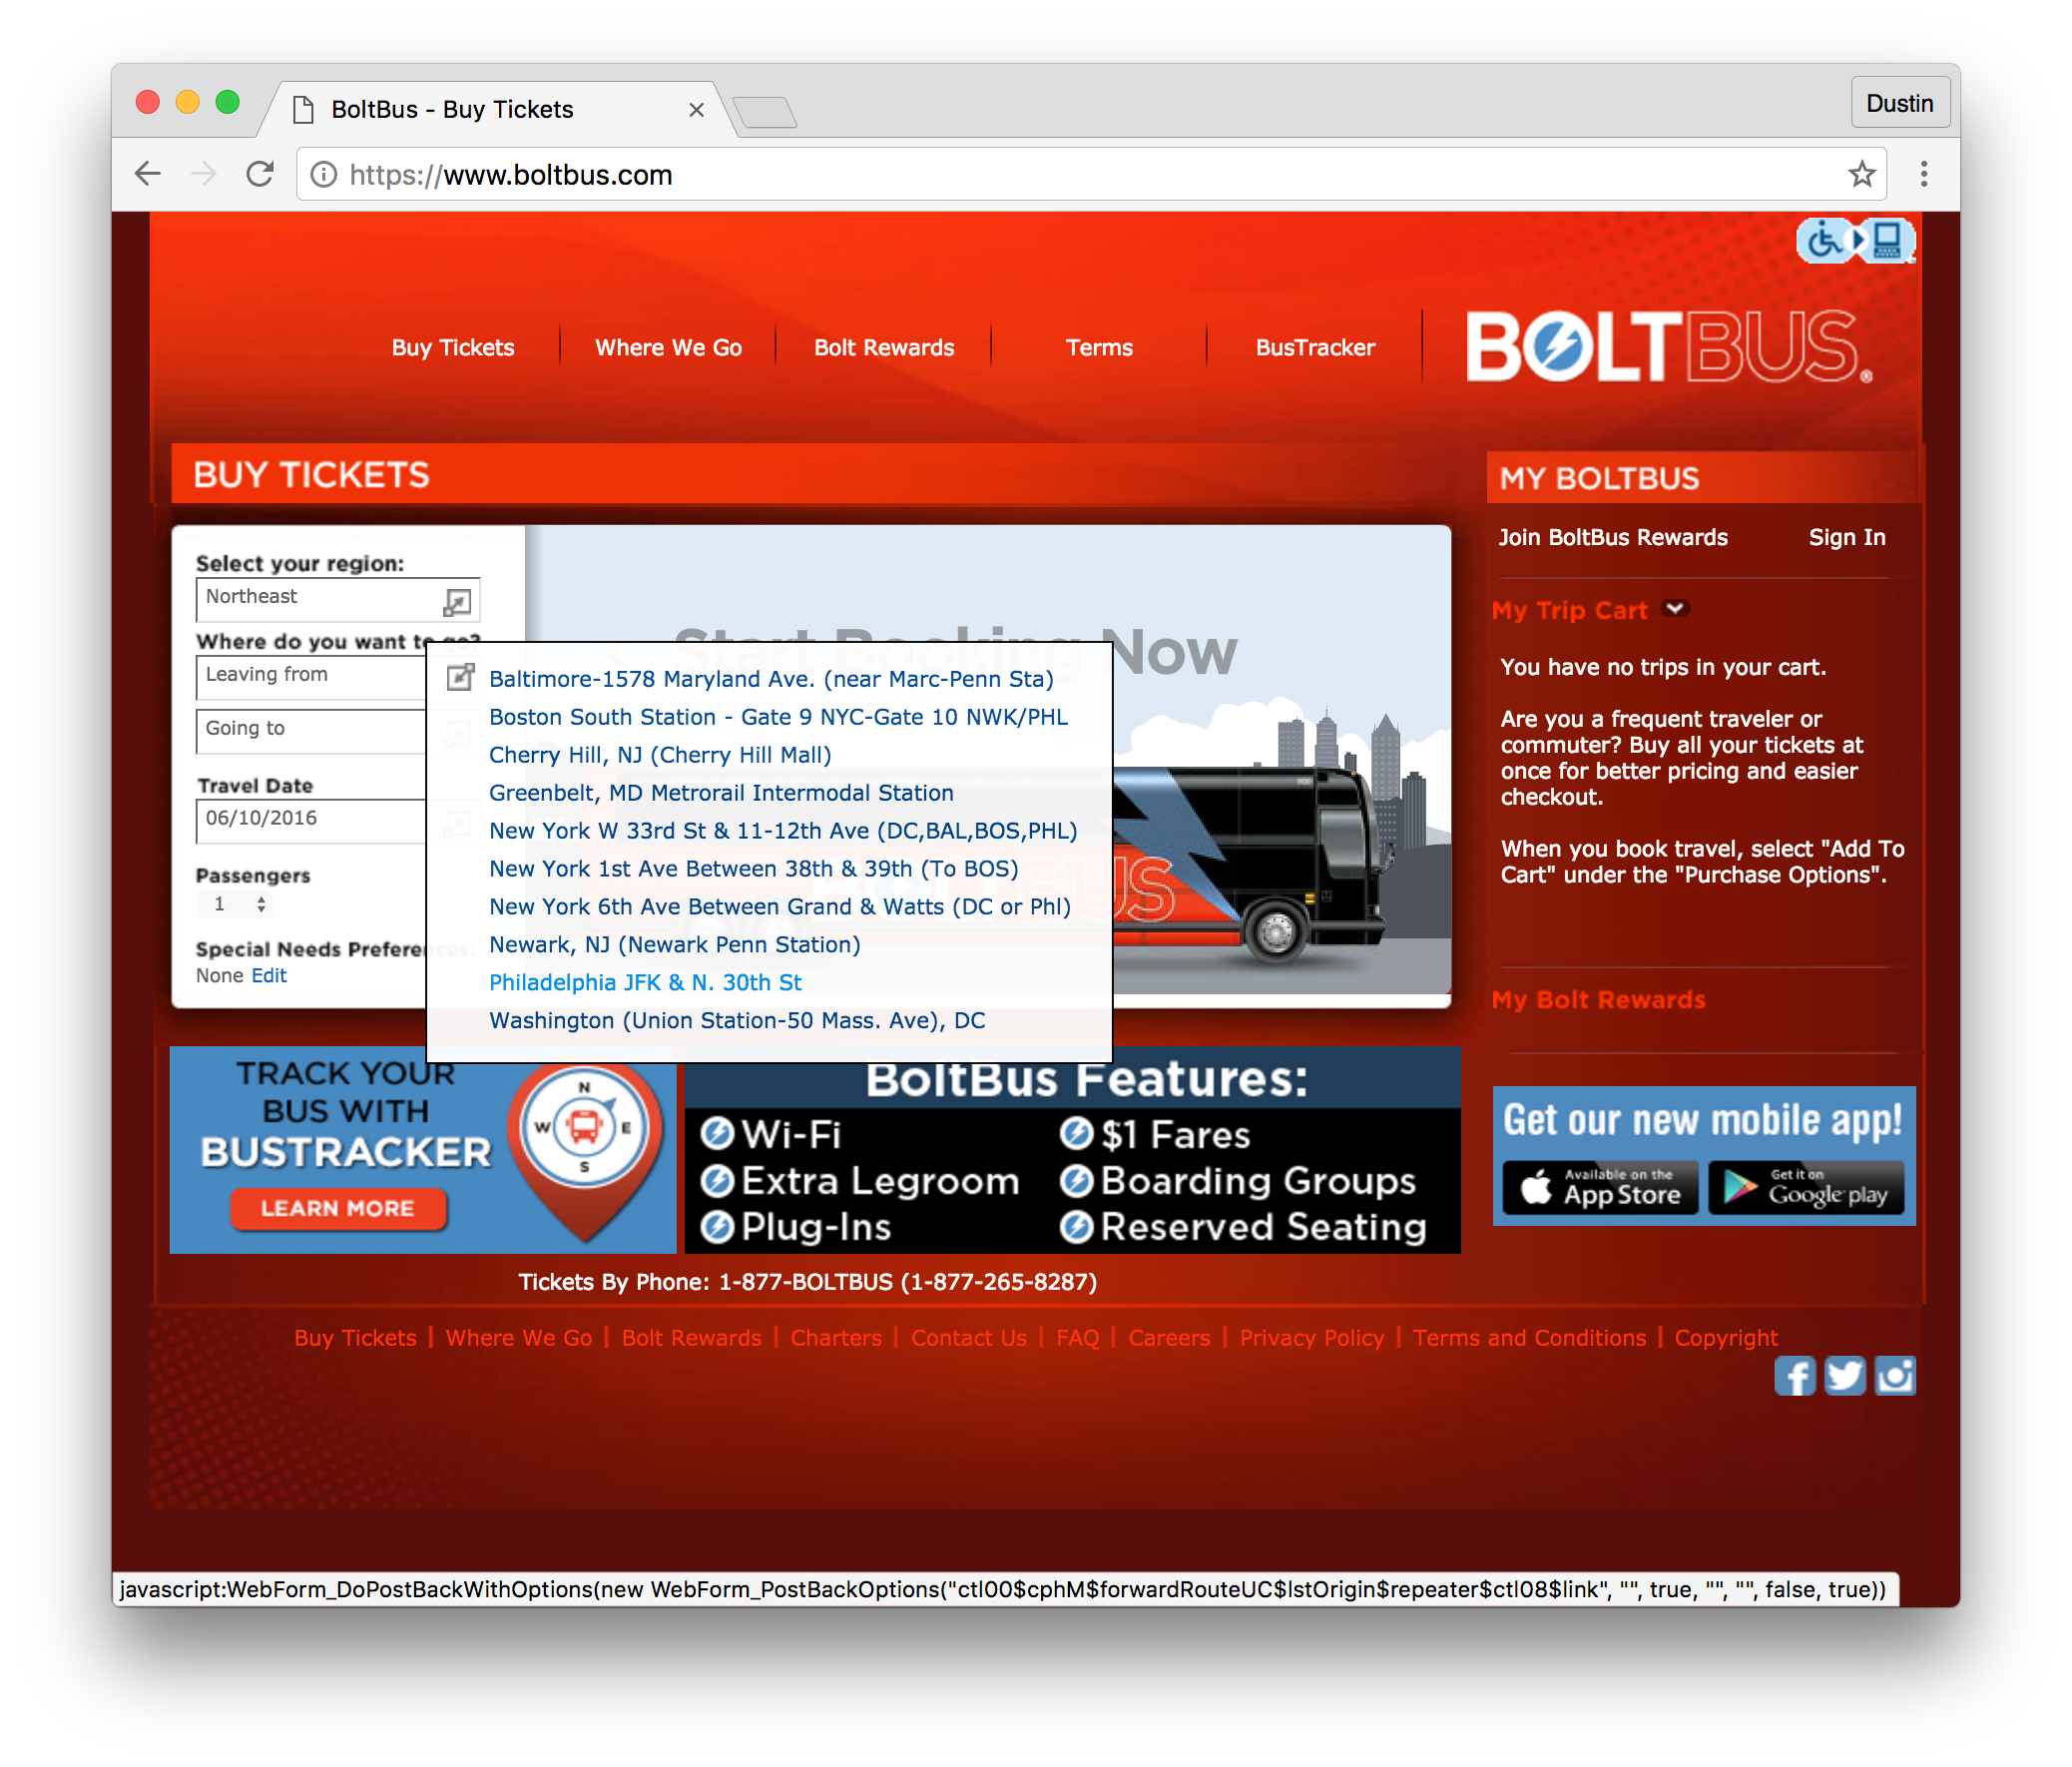 BoltBus - Buy Tickets
Dustin
https://www.boltbus.com
Buy Tickets
Where We Go
Bolt Rewards
Terms
BusTracker
BOLTBUS®
BUY TICKETS
MY BOLTBUS
Join BoltBus Rewards
Sign In
Select your region:
Northeast
Where do you want to go?
Leaving from
Going to
Travel Date
06/10/2016
Passengers
1
Special Needs Preferences:
None Edit
Start Booking Now
Baltimore-1578 Maryland Ave. (near Marc-Penn Sta)
Boston South Station - Gate 9 NYC-Gate 10 NWK/PHL
Cherry Hill, NJ (Cherry Hill Mall)
Greenbelt, MD Metrorail Intermodal Station
New York W 33rd St & 11-12th Ave (DC,BAL,BOS,PHL)
New York 1st Ave Between 38th & 39th (To BOS)
New York 6th Ave Between Grand & Watts (DC or Phl)
Newark, NJ (Newark Penn Station)
Philadelphia JFK & N. 30th St
Washington (Union Station-50 Mass. Ave), DC
My Trip Cart
You have no trips in your cart.
Are you a frequent traveler or
commuter? Buy all your tickets at
once for better pricing and easier
checkout.
When you book travel, select "Add To
Cart" under the "Purchase Options".
My Bolt Rewards
TRACK YOUR
BUS WITH
BUSTRACKER
LEARN MORE
N
W E
S
BoltBus Features:
Wi-Fi
$1 Fares
Extra Legroom
Boarding Groups
Plug-Ins
Reserved Seating
Get our new mobile app!
Available on the
App Store
Get it on
Google play
Tickets By Phone: 1-877-BOLTBUS (1-877-265-8287)
Buy Tickets | Where We Go | Bolt Rewards | Charters | Contact Us | FAQ | Careers | Privacy Policy | Terms and Conditions | Copyright
javascript:WebForm_DoPostBackWithOptions(new WebForm_PostBackOptions("ctl00$cphM$forwardRouteUC$lstOrigin$repeater$ctl08$link", "", true, "", "", false, true))